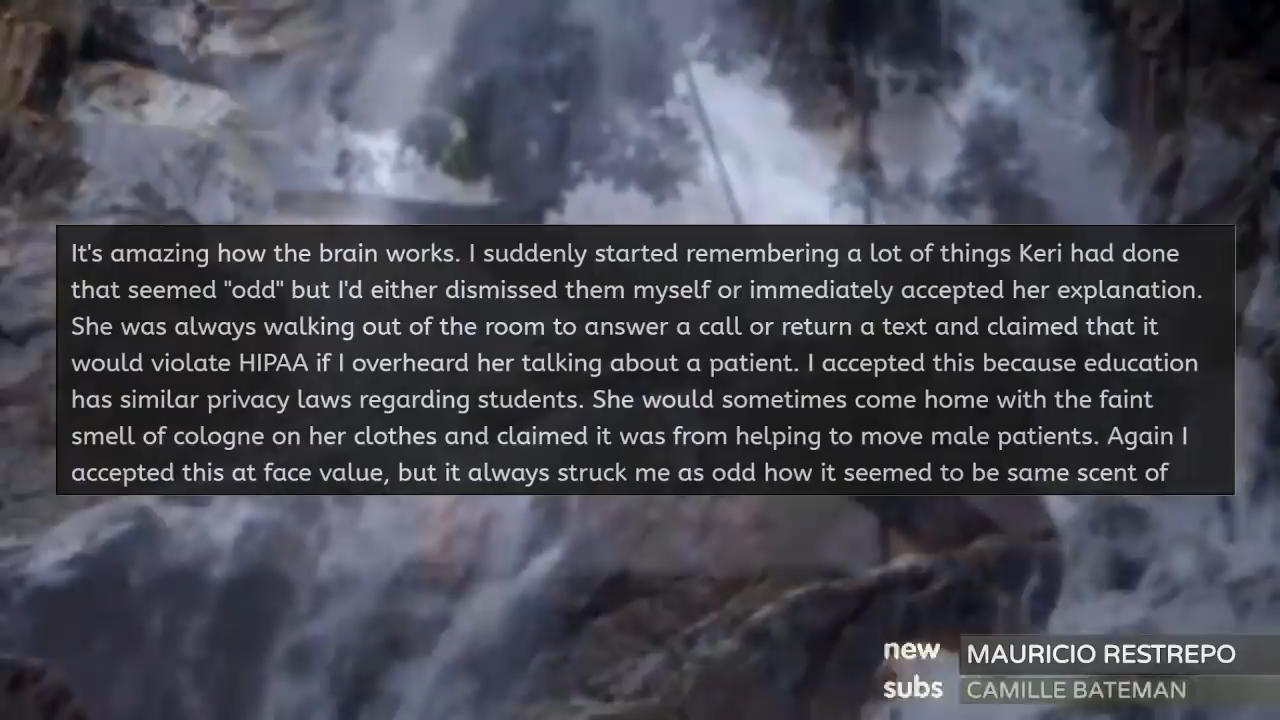 It's amazing how the brain works. I suddenly started remembering a lot of things Keri had done
that seemed "odd" but I'd either dismissed them myself or immediately accepted her explanation.
She was always walking out of the room to answer a call or return a text and claimed that it
would violate HIPAA if I overheard her talking about a patient. I accepted this because education
has similar privacy laws regarding students. She would sometimes come home with the faint
smell of cologne on her clothes and claimed it was from helping to move male patients. Again I
accepted this at face value, but it always struck me as odd how it seemed to be same scent of
new
subs
MAURICIO RESTREPO
CAMILLE BATEMAN